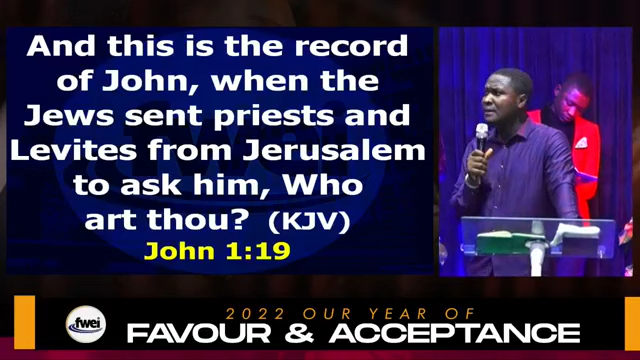 And this is the record
of John, when the
Jews sent priests and
Levites from Jerusalem
to ask him, Who
art thou? (KJV)
John 1:19
fwei
2022 OUR YEAR OF
FAVOUR & ACCEPTANCE